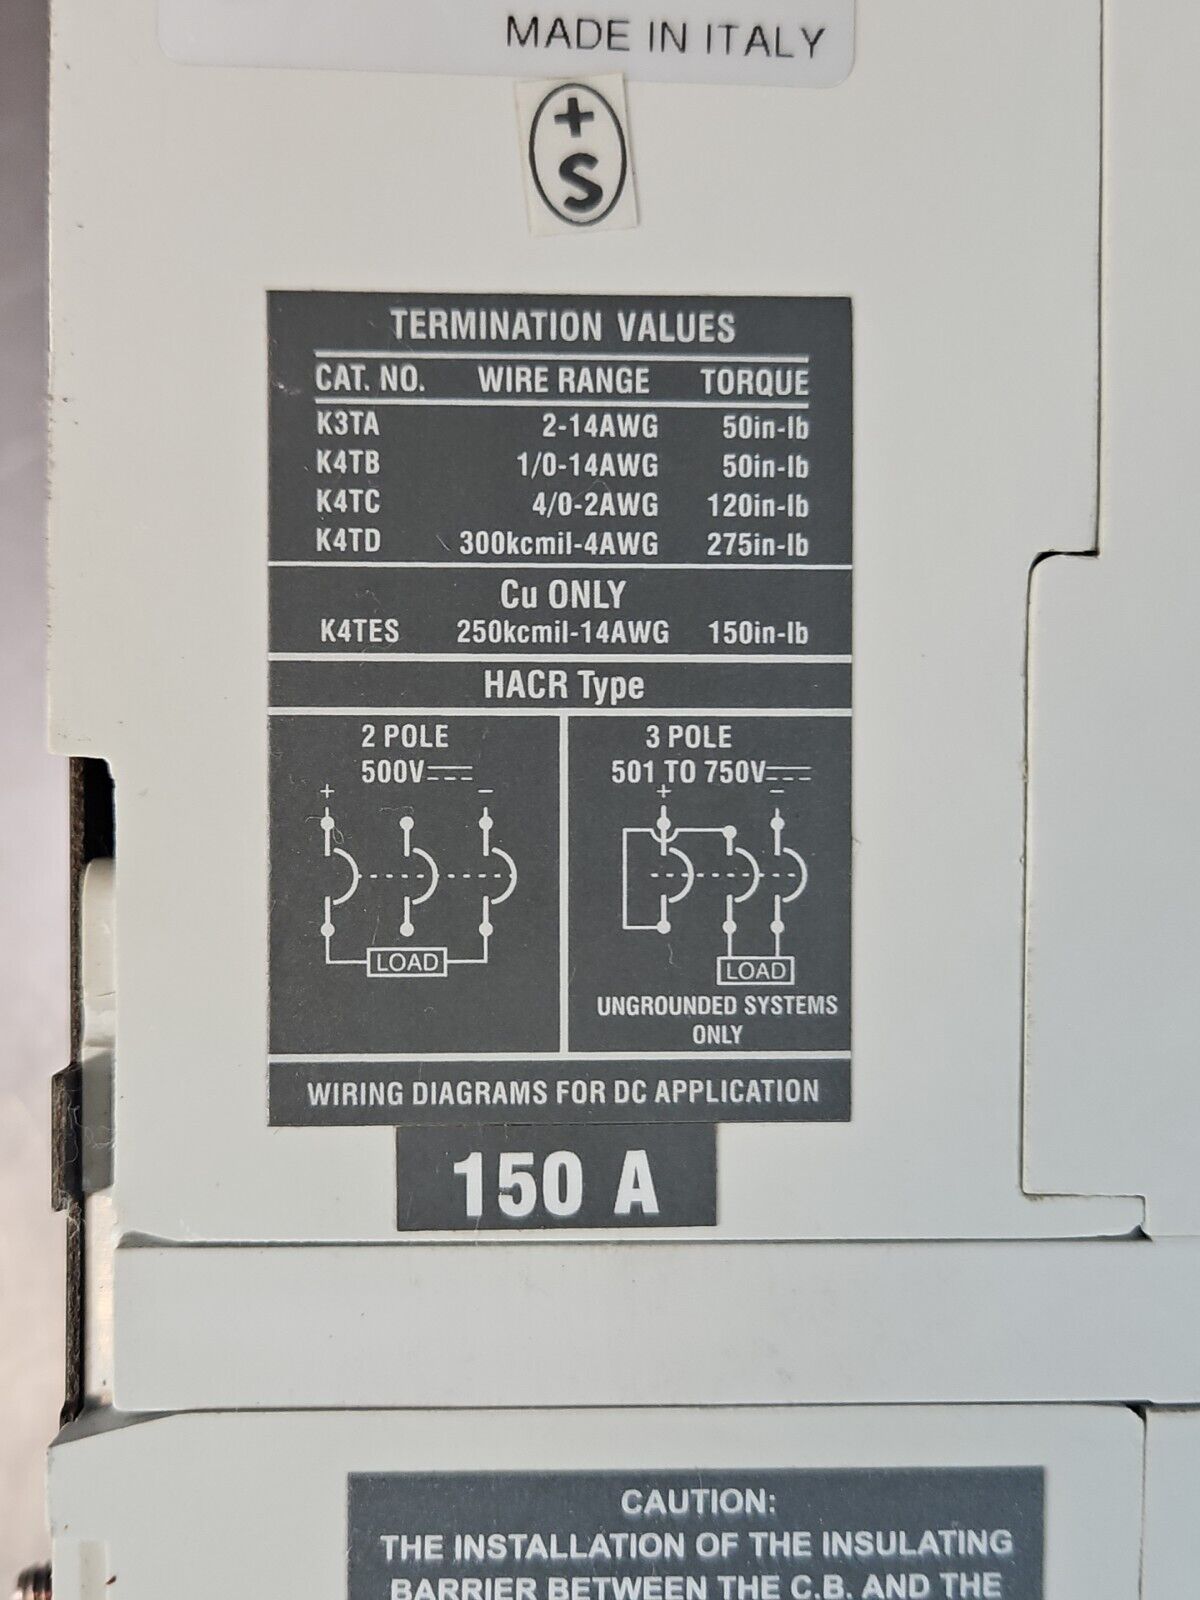 MADE IN ITALY
+
S
TERMINATION VALUES
CAT. NO. WIRE RANGE TORQUE
K3TA 2-14AWG 50in-lb
K4TB 1/0-14AWG 50in-lb
K4TC 4/0-2AWG 120in-lb
K4TD 300kcmil-4AWG 275in-lb
Cu ONLY
K4TES 250kcmil-14AWG 150in-lb
HACR Type
2 POLE
500V
+ −
LOAD
3 POLE
501 TO 750V
+ −
LOAD
UNGROUNDED SYSTEMS
ONLY
WIRING DIAGRAMS FOR DC APPLICATION
150 A
CAUTION:
THE INSTALLATION OF THE INSULATING
BARRIER BETWEEN THE C.B. AND THE